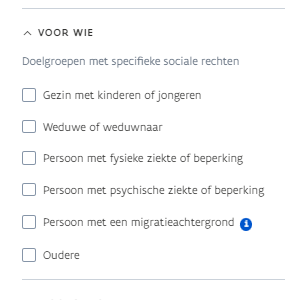 VOOR WIE
Doelgroepen met specifieke sociale rechten
Gezin met kinderen of jongeren
Weduwe of weduwnaar
Persoon met fysieke ziekte of beperking
Persoon met psychische ziekte of beperking
Persoon met een migratieachtergrond i
Oudere